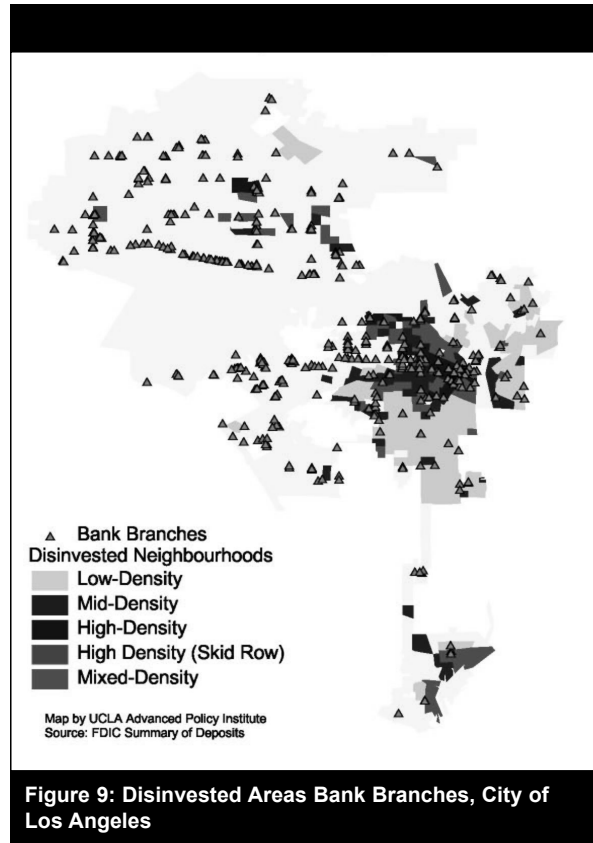 Bank Branches
Disinvested Neighbourhoods
Low-Density
Mid-Density
High-Density
High Density (Skid Row)
Mixed-Density
Map by UCLA Advanced Policy Institute
Source: FDIC Summary of Deposits
Figure 9: Disinvested Areas Bank Branches, City of
Los Angeles